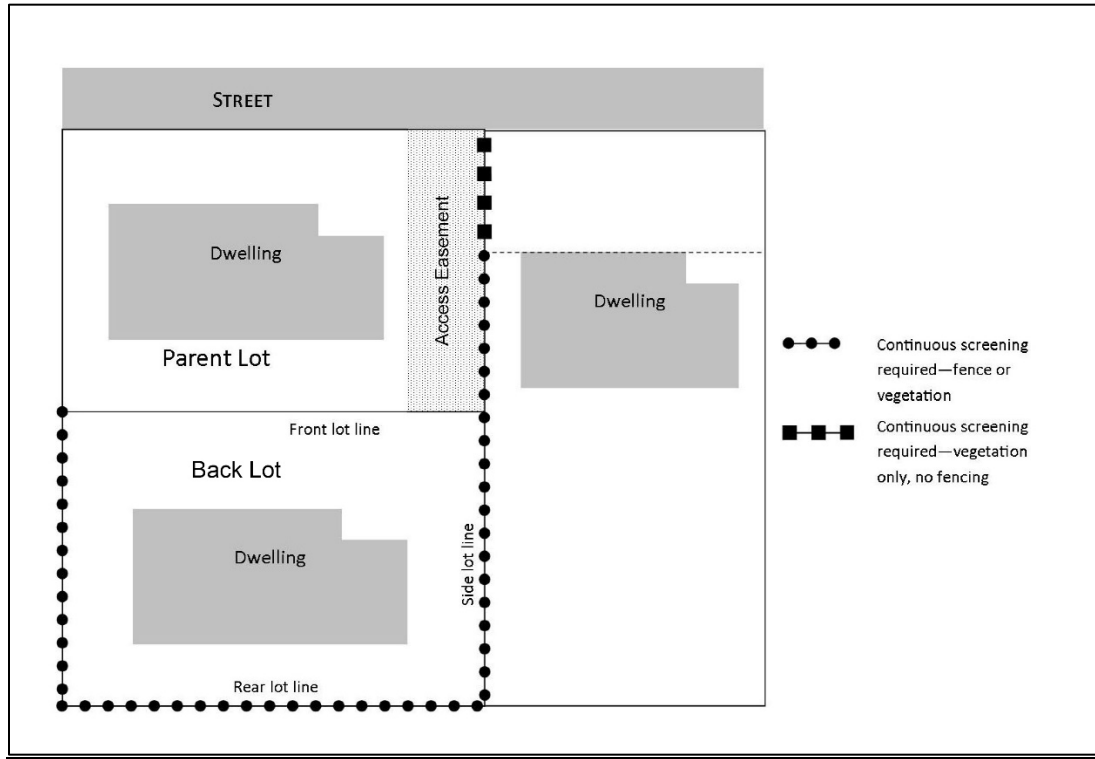 STREET
Access Easement
Dwelling
Dwelling
Parent Lot
Continuous screening
required—fence or
vegetation
Continuous screening
required—vegetation
only, no fencing
Front lot line
Back Lot
Side lot line
Dwelling
Rear lot line